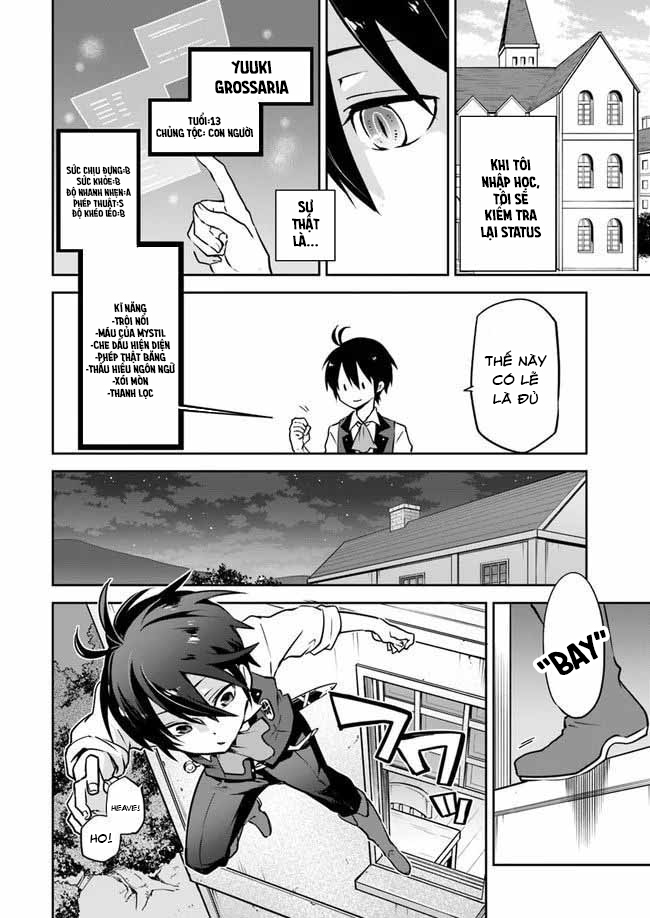 KHI TÔI
NHẬP HỌC,
TÔI SẼ
KIỂM TRA
LẠI STATUS
SỰ
THẬT
LÀ...
YUUKI
GROSSARIA
TUỔI:13
CHỦNG TỘC: CON NGƯỜI
SỨC CHỊU ĐỰNG:B
SỨC KHỎE:B
ĐỘ NHANH NHẸN:A
PHÉP THUẬT:S
ĐỘ KHÉO LÉO:B
KĨ NĂNG
-TRÔI NỔI
-MÁU CỦA MYSTIL
-CHE DẤU HIỆN DIỆN
-PHÉP THẬT BĂNG
-THẤU HIỂU NGÔN NGỮ
-XÓI MÒN
-THANH LỌC
THẾ NÀY
CÓ LẼ
LÀ ĐỦ
"BAY"
フワッ
HEAVE!
HO!